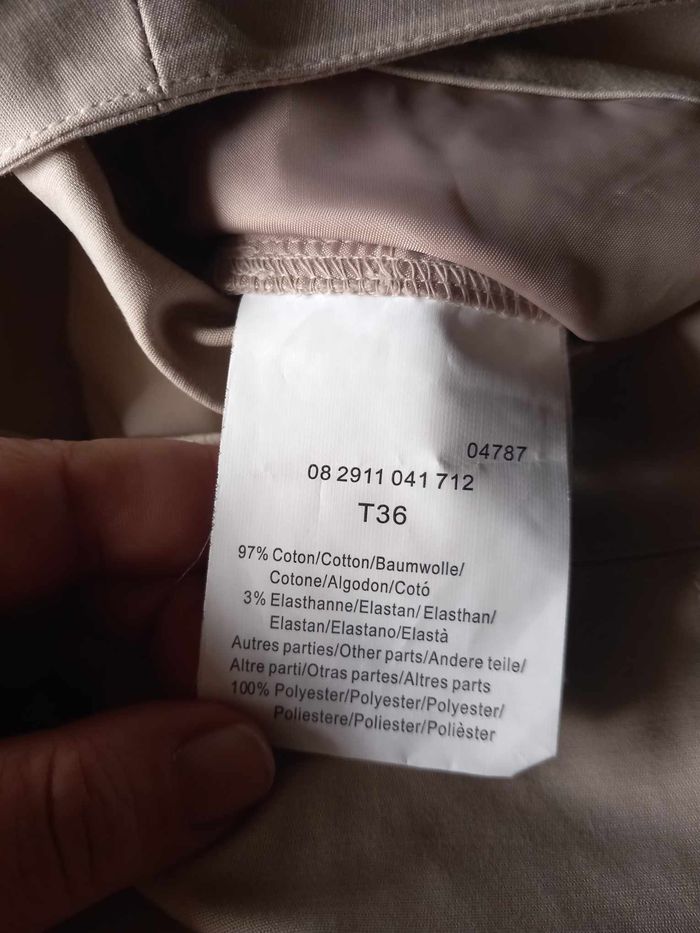 04787
08 2911 041 712
T36
97% Coton/Cotton/Baumwolle/
Cotone/Algodon/Cotó
3% Elasthanne/Elastan/ Elasthan/
Elastan/Elastano/Elastà
Autres parties/Other parts/Andere teile/
Altre parti/Otras partes/Altres parts
100% Polyester/Polyester/Polyester/
Poliestere/Poliester/Polièster